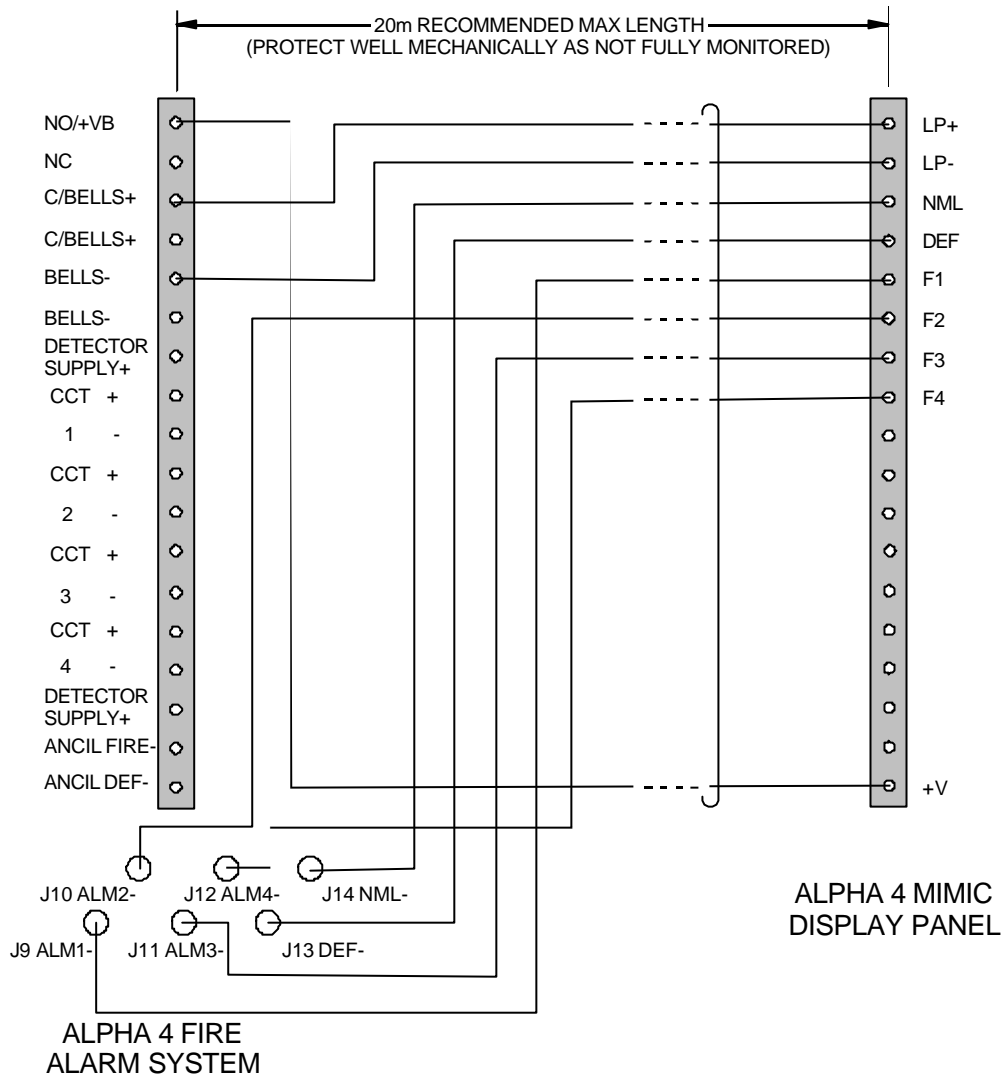 20m RECOMMENDED MAX LENGTH
(PROTECT WELL MECHANICALLY AS NOT FULLY MONITORED)
NO/+VB
NC
C/BELLS+
C/BELLS+
BELLS-
BELLS-
DETECTOR
SUPPLY+
CCT +
1 -
CCT +
2 -
CCT +
3 -
CCT +
4 -
DETECTOR
SUPPLY+
ANCIL FIRE-
ANCIL DEF-
LP+
LP-
NML
DEF
F1
F2
F3
F4
+V
J10 ALM2-
J12 ALM4-
J14 NML-
J9 ALM1-
J11 ALM3-
J13 DEF-
ALPHA 4 FIRE
ALARM SYSTEM
ALPHA 4 MIMIC
DISPLAY PANEL